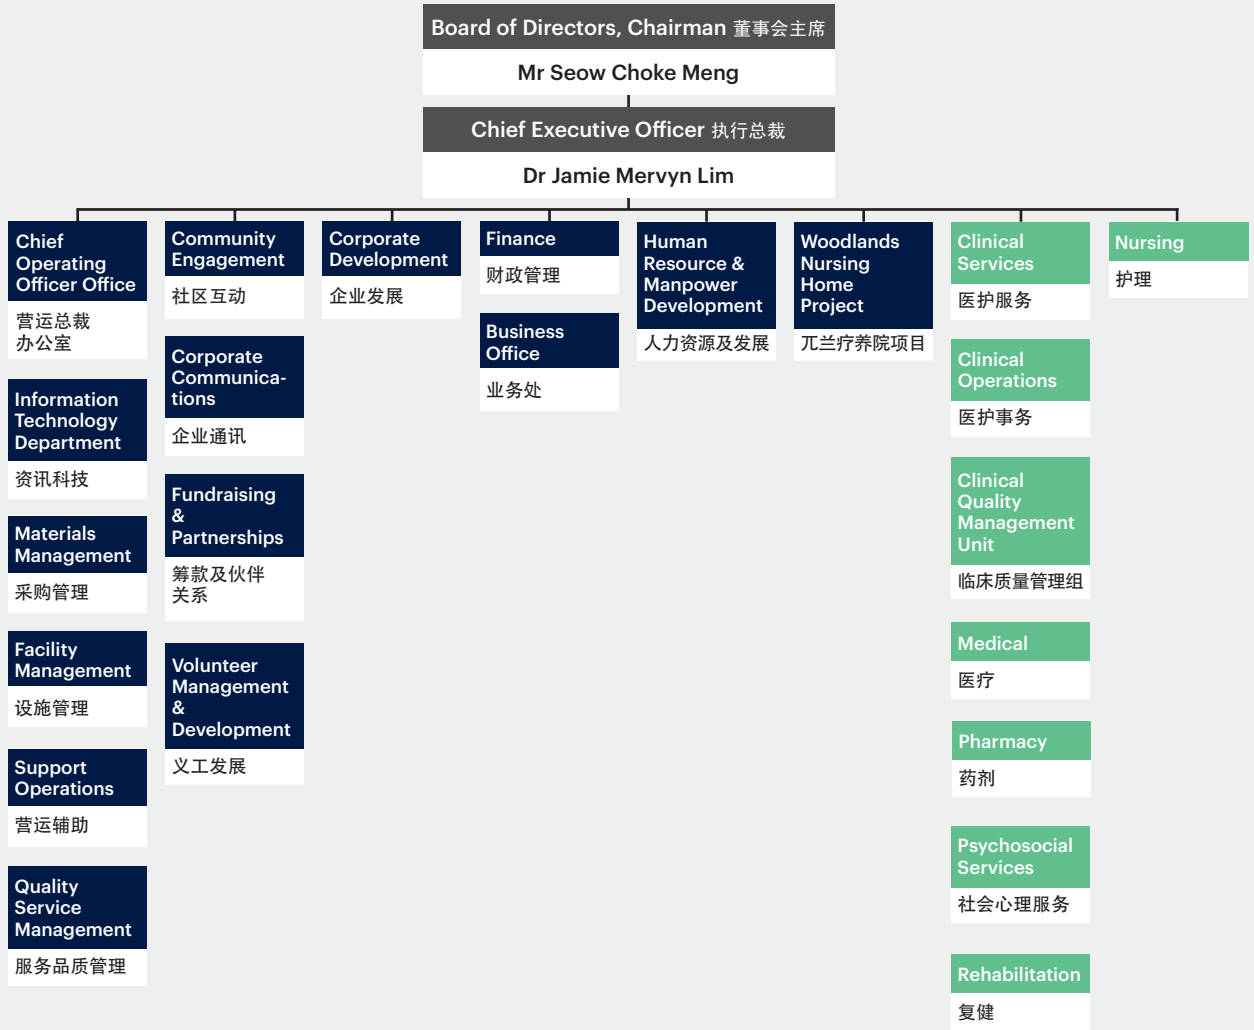 Board of Directors, Chairman 董事会主席
Mr Seow Choke Meng
Chief Executive Officer 执行总裁
Dr Jamie Mervyn Lim
Chief
Operating
Officer Office
营运总裁
办公室
Information
Technology
Department
资讯科技
Materials
Management
采购管理
Facility
Management
设施管理
Support
Operations
营运辅助
Quality
Service
Management
服务品质管理
Community
Engagement
社区互动
Corporate
Communica-
tions
企业通讯
Fundraising
&
Partnerships
筹款及伙伴
关系
Volunteer
Management
&
Development
义工发展
Corporate
Development
企业发展
Finance
财政管理
Business
Office
业务处
Human
Resource &
Manpower
Development
人力资源及发展
Woodlands
Nursing
Home
Project
兀兰疗养院项目
Clinical
Services
医护服务
Clinical
Operations
医护事务
Clinical
Quality
Management
Unit
临床质量管理组
Medical
医疗
Pharmacy
药剂
Psychosocial
Services
社会心理服务
Rehabilitation
复健
Nursing
护理